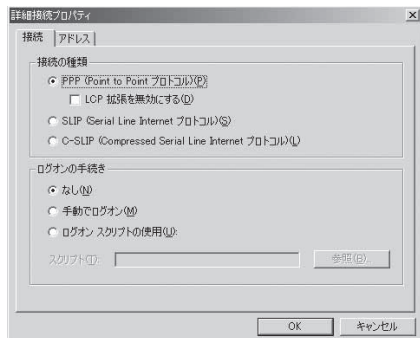 詳細接続プロパティ
接続 アドレス
接続の種類
PPP (Point to Point プロトコル)(P)
LCP 拡張を無効にする(D)
SLIP (Serial Line Internet プロトコル)(S)
C-SLIP (Compressed Serial Line Internet プロトコル)(L)
ログオンの手続き
なし(N)
手動でログオン(M)
ログオン スクリプトの使用(U):
スクリプト(T): 参照(B)...
OK キャンセル